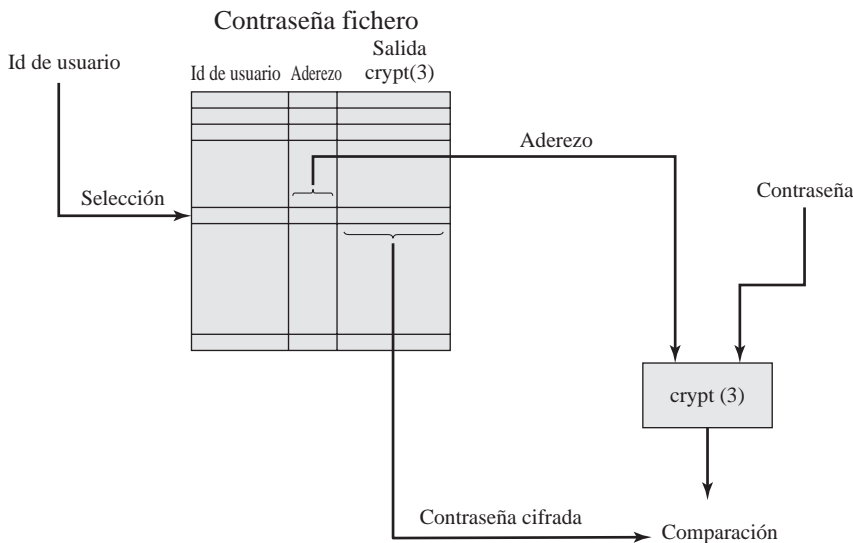 Contraseña fichero
Id de usuario
Id de usuario Aderezo
Salida
crypt(3)
Aderezo
Selección
Contraseña
crypt (3)
Contraseña cifrada
Comparación